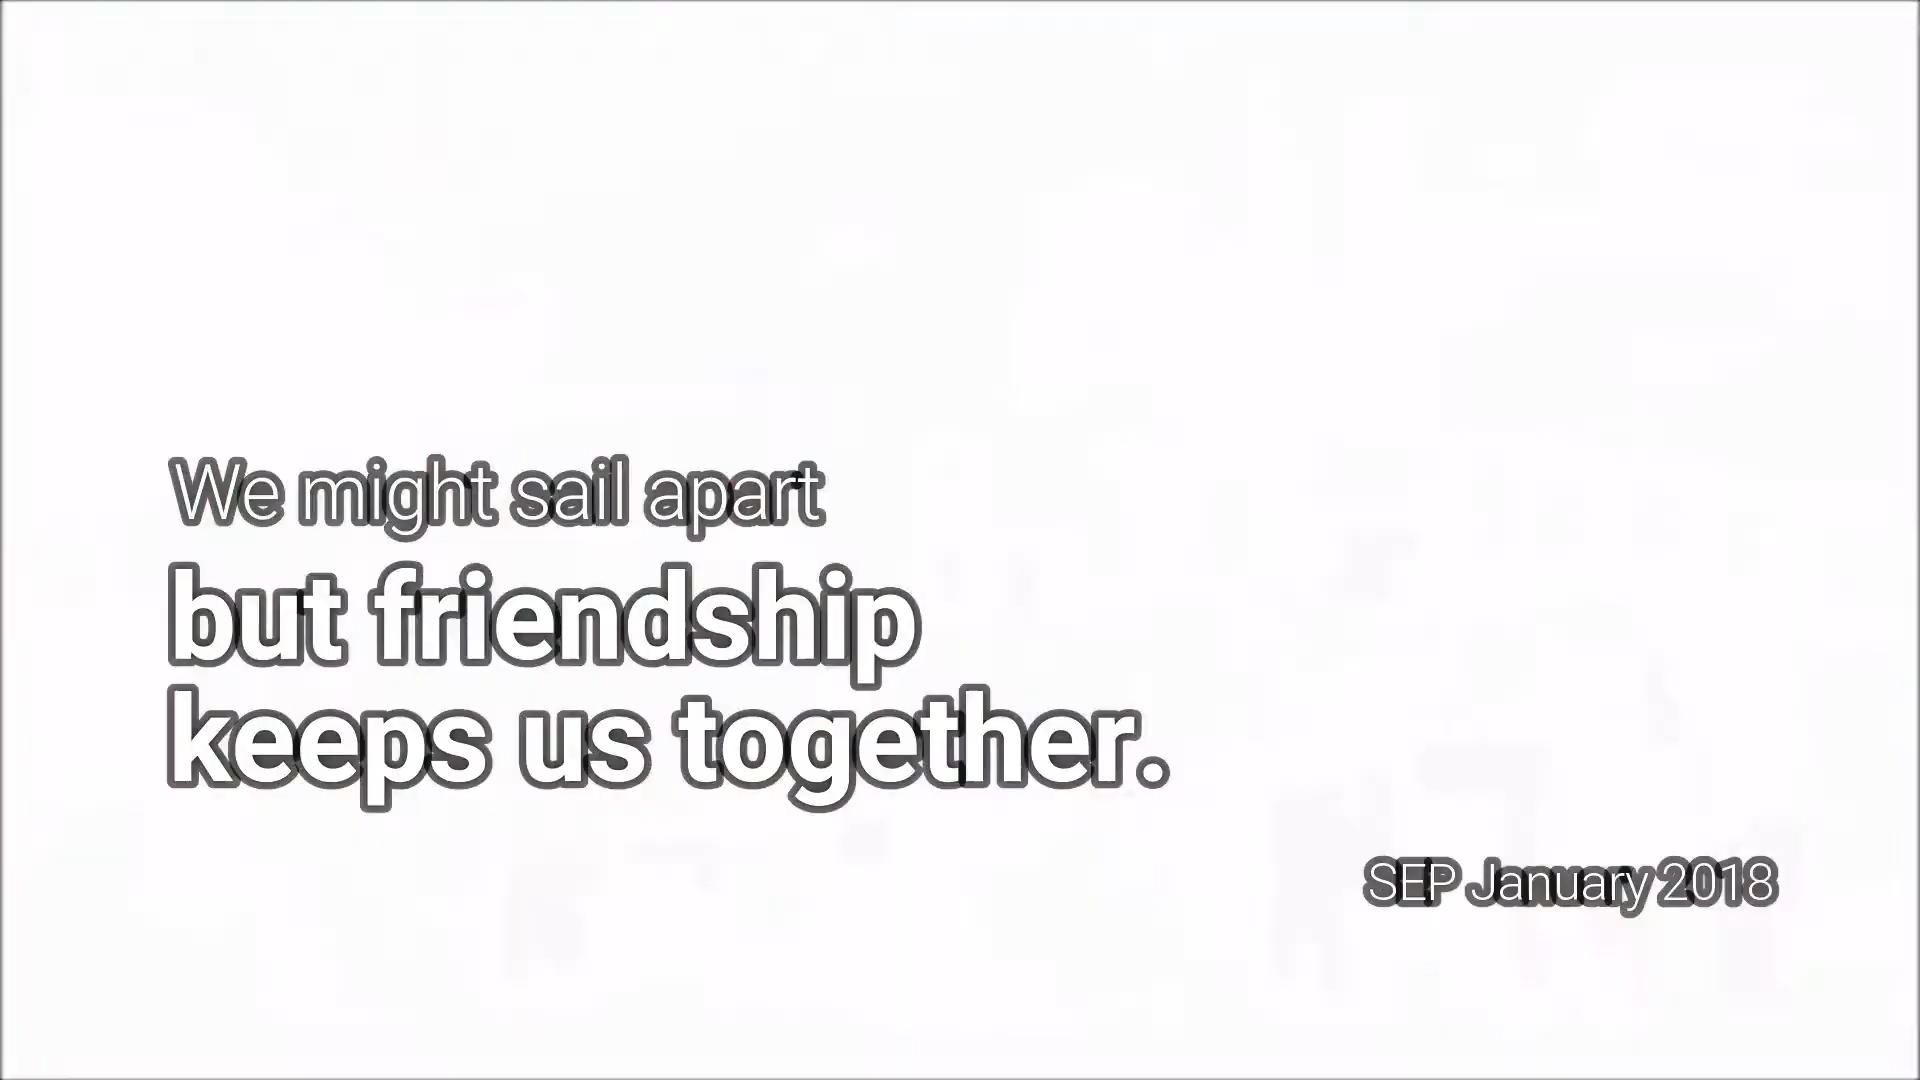 We might sail apart
but friendship
keeps us together.
SEP January 2018